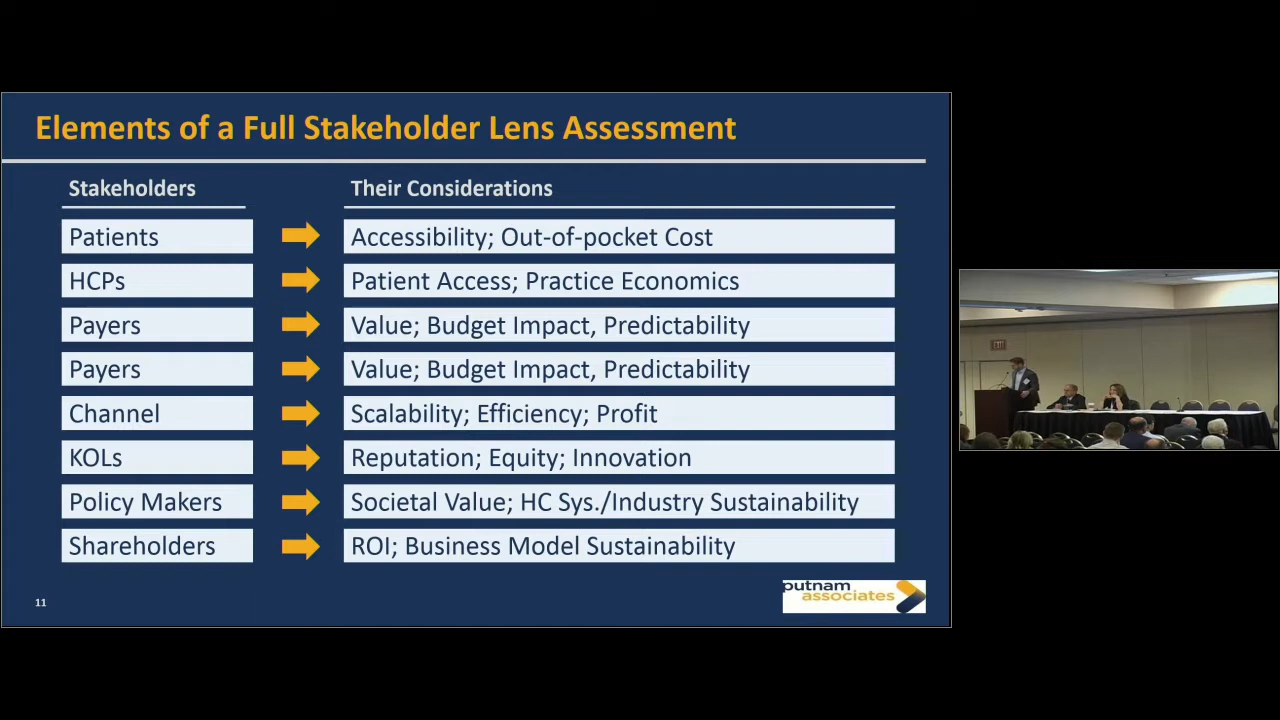 Elements of a Full Stakeholder Lens Assessment
Stakeholders Their Considerations
Patients Accessibility; Out-of-pocket Cost
HCPs Patient Access; Practice Economics
Payers Value; Budget Impact, Predictability
Payers Value; Budget Impact, Predictability
Channel Scalability; Efficiency; Profit
KOLs Reputation; Equity; Innovation
Policy Makers Societal Value; HC Sys./Industry Sustainability
Shareholders ROI; Business Model Sustainability
11
putnam
associates